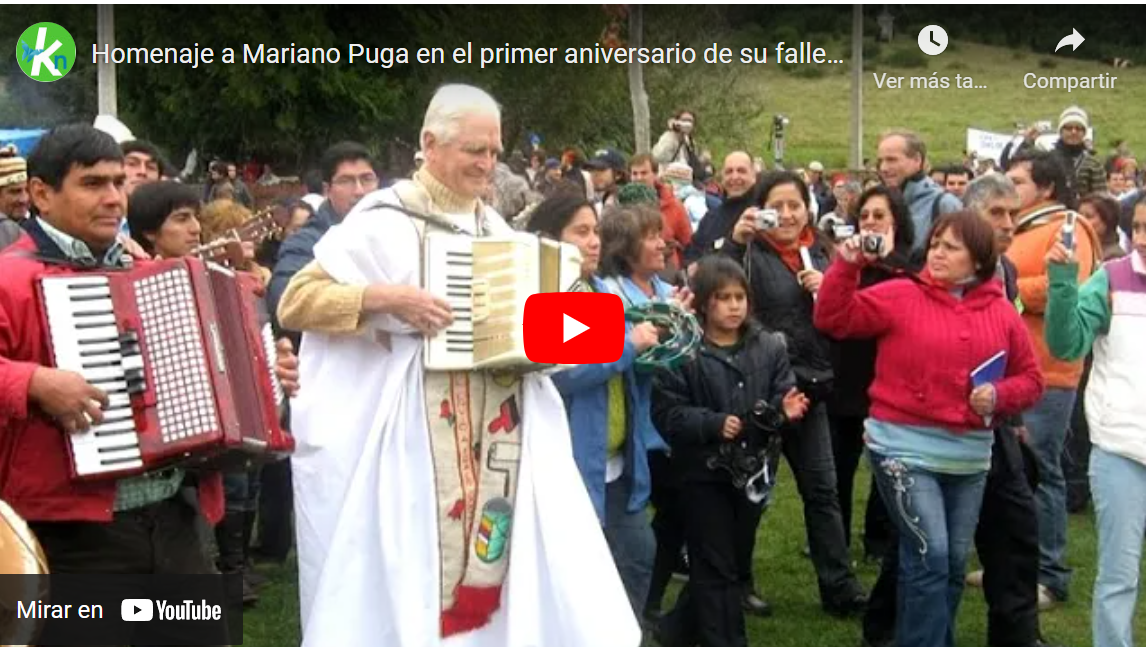 Homenaje a Mariano Puga en el primer aniversario de su falle...
Ver más ta...
Compartir
Mirar en YouTube